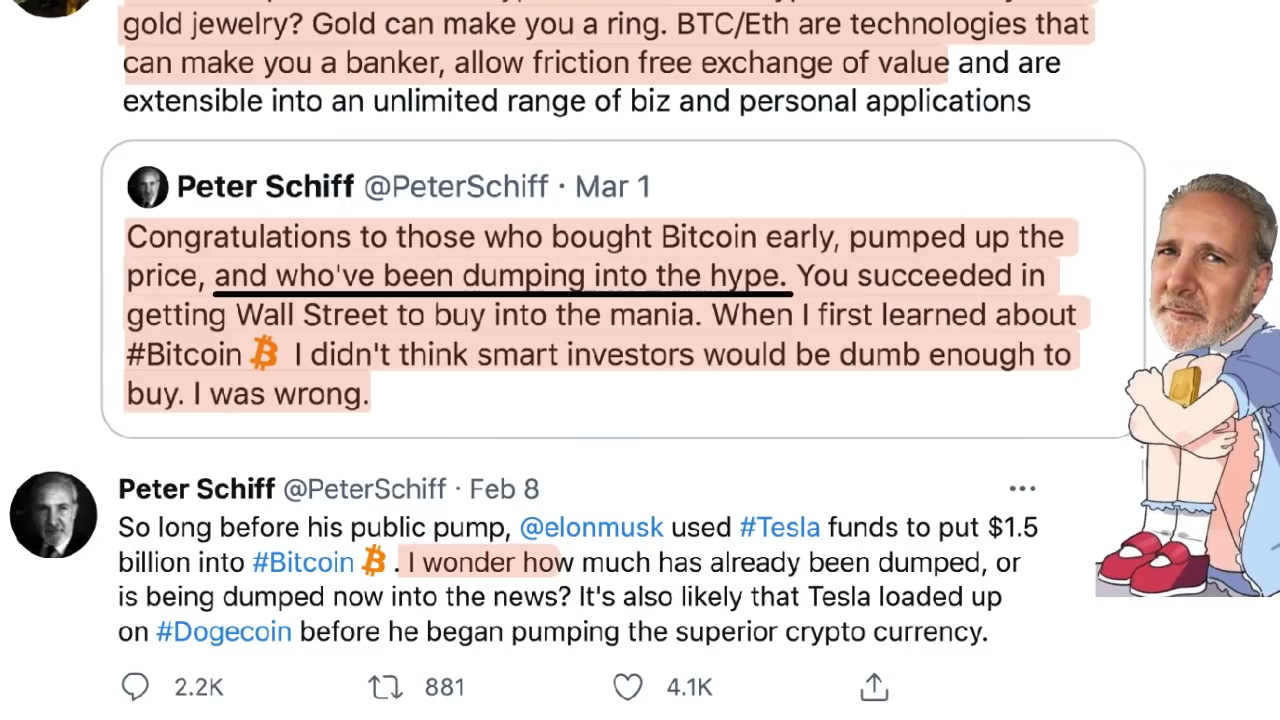 gold jewelry? Gold can make you a ring. BTC/Eth are technologies that
can make you a banker, allow friction free exchange of value and are
extensible into an unlimited range of biz and personal applications
Peter Schiff @PeterSchiff · Mar 1
Congratulations to those who bought Bitcoin early, pumped up the
price, and who've been dumping into the hype. You succeeded in
getting Wall Street to buy into the mania. When I first learned about
#Bitcoin I didn't think smart investors would be dumb enough to
buy. I was wrong.
Peter Schiff @PeterSchiff · Feb 8
So long before his public pump, @elonmusk used #Tesla funds to put $1.5
billion into #Bitcoin . I wonder how much has already been dumped, or
is being dumped now into the news? It's also likely that Tesla loaded up
on #Dogecoin before he began pumping the superior crypto currency.
2.2K 881 4.1K